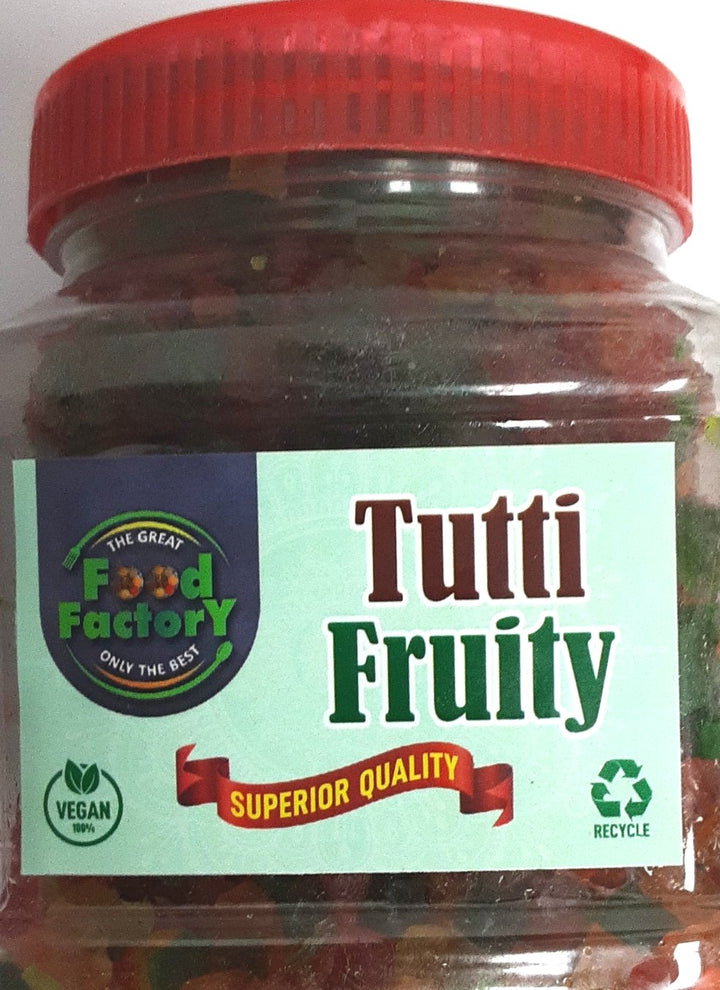 THE GREAT
Food
FactorY
ONLY THE BEST
Tutti
Fruity
SUPERIOR QUALITY
VEGAN
100%
RECYCLE